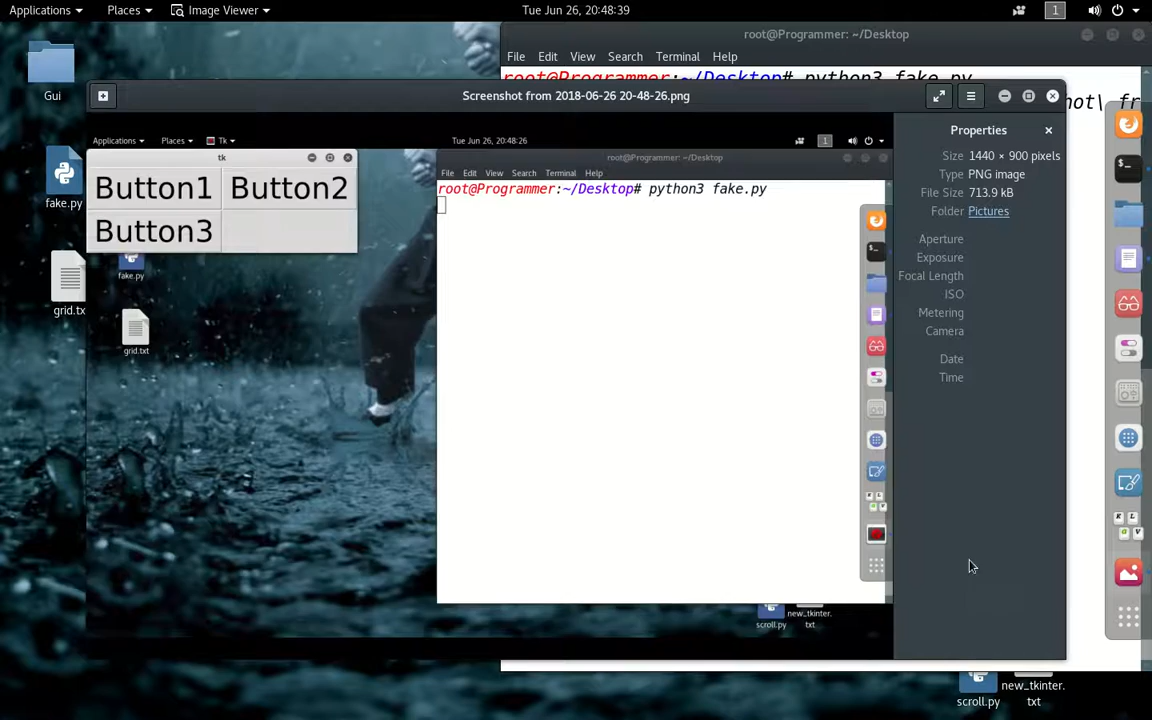 Applications Places Image Viewer Tue Jun 26, 20:48:39 1
root@Programmer: ~/Desktop
File Edit View Search Terminal Help
root@Programmer:~/Desktop# python3 fake.py
Gui
fake.py
grid.tx
Screenshot from 2018-06-26 20-48-26.png
Applications Places Tk Tue Jun 26, 20:48:26 1
tk
Button1 Button2
Button3
fake.py
grid.txt
root@Programmer: ~/Desktop
File Edit View Search Terminal Help
root@Programmer:~/Desktop# python3 fake.py
scroll.py
new_tkinter.
txt
Properties
Size 1440 × 900 pixels
Type PNG image
File Size 713.9 kB
Folder Pictures
Aperture
Exposure
Focal Length
ISO
Metering
Camera
Date
Time
hot\ fr
K L
a V
scroll.py
new_tkinter.
txt